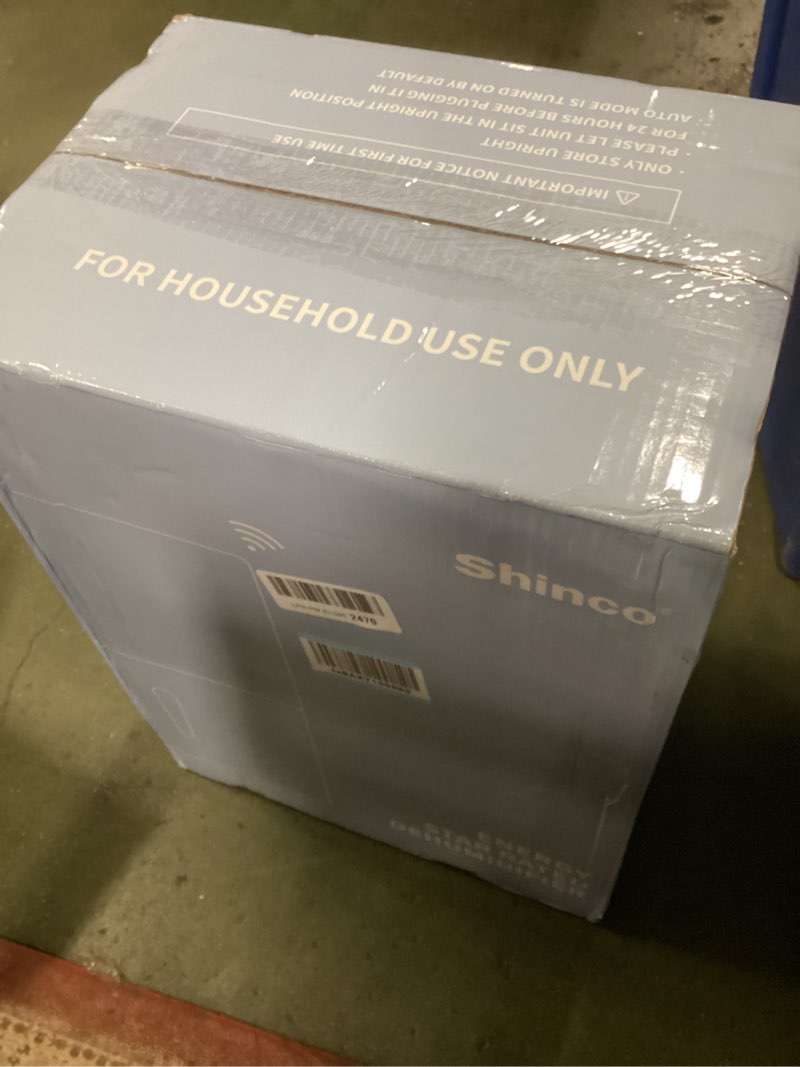 ⚠ IMPORTANT NOTICE FOR FIRST TIME USE
· ONLY STORE UPRIGHT
· PLEASE LET UNIT SIT IN THE UPRIGHT POSITION
FOR 24 HOURS BEFORE PLUGGING IT IN
· AUTO MODE IS TURNED ON BY DEFAULT
FOR HOUSEHOLD USE ONLY
Shinco
2479
ENERGY
STAR RATED
DEHUMIDIFIER